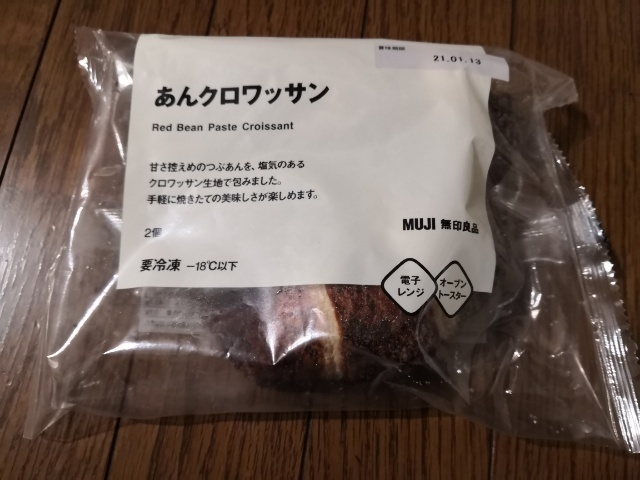 賞味期限
21.01.13
あんクロワッサン
Red Bean Paste Croissant
甘さ控えめのつぶあんを、塩気のある
クロワッサン生地で包みました。
手軽に焼きたての美味しさが楽しめます。
2個
MUJI 無印良品
要冷凍 −18℃以下
電子
レンジ
オーブン
トースター